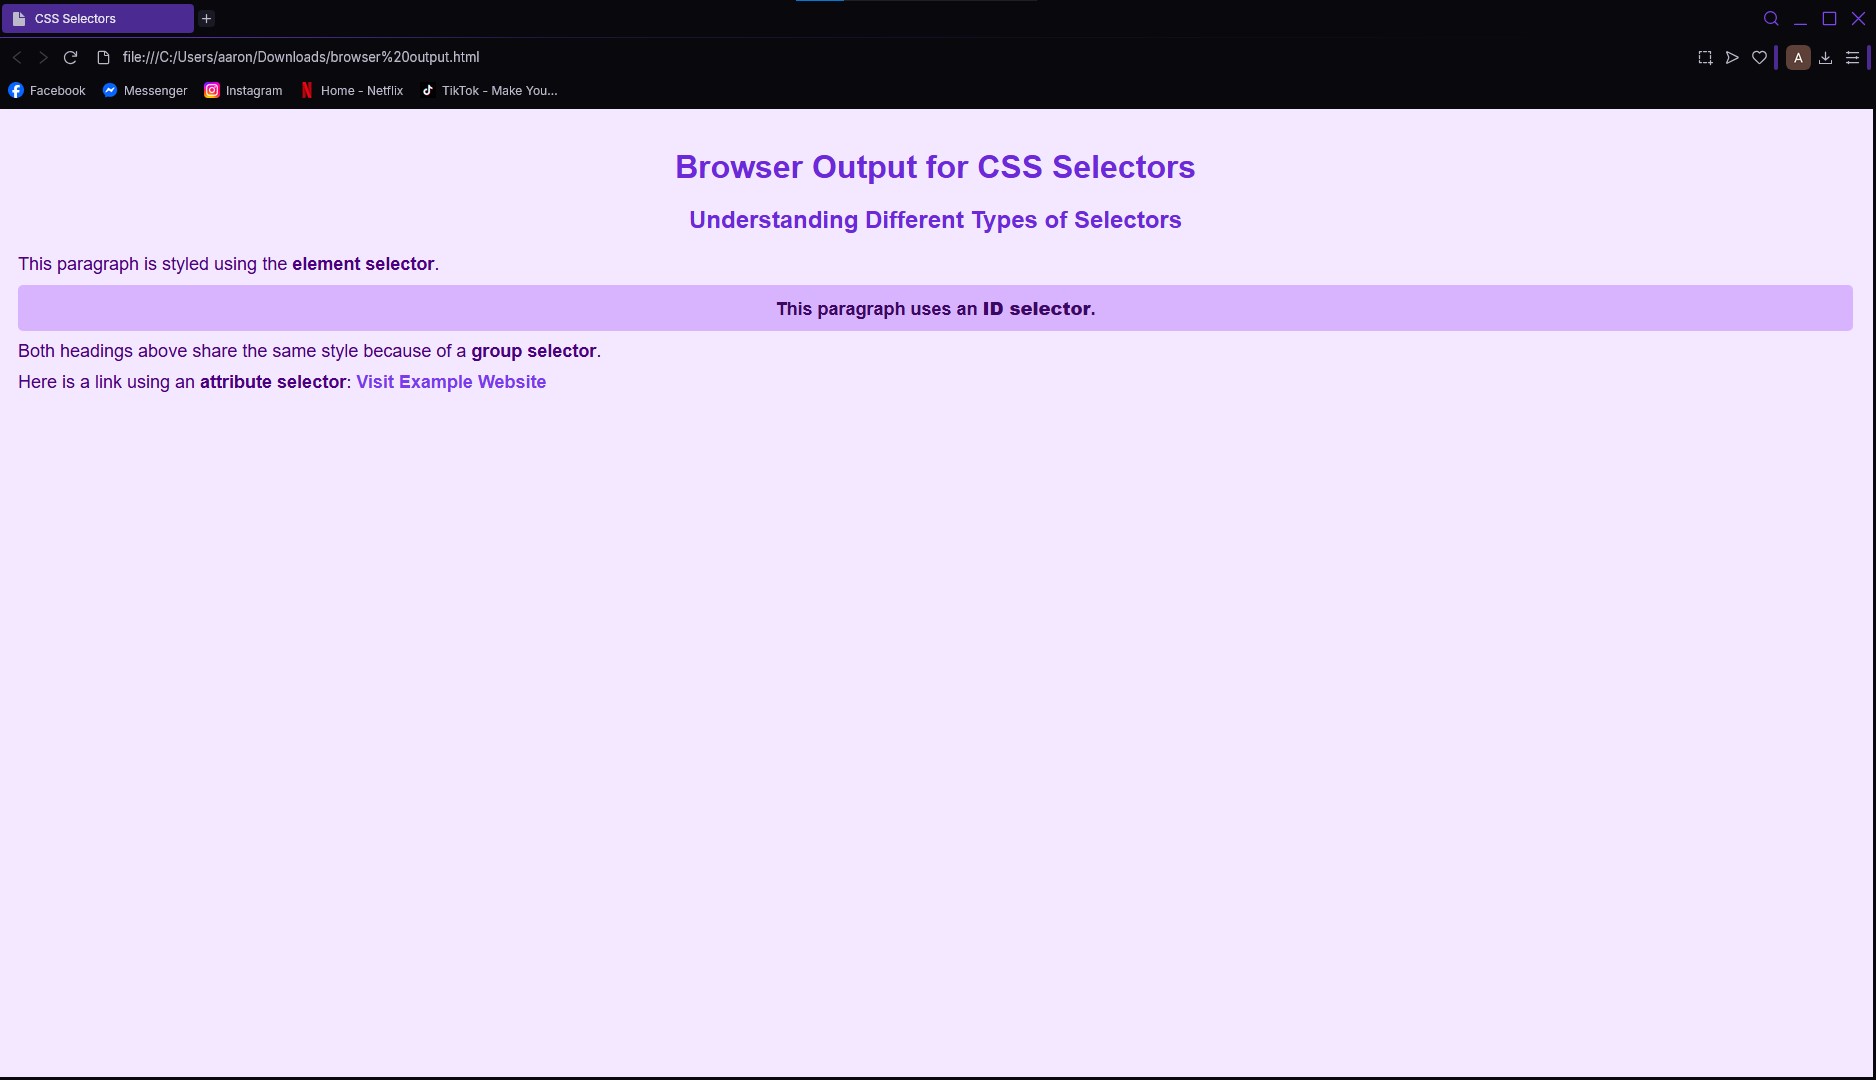 CSS Selectors
file:///C:/Users/aaron/Downloads/browser%20output.html
A
Facebook Messenger Instagram Home - Netflix TikTok - Make You...
Browser Output for CSS Selectors
Understanding Different Types of Selectors
This paragraph is styled using the element selector.
This paragraph uses an ID selector.
Both headings above share the same style because of a group selector.
Here is a link using an attribute selector: Visit Example Website